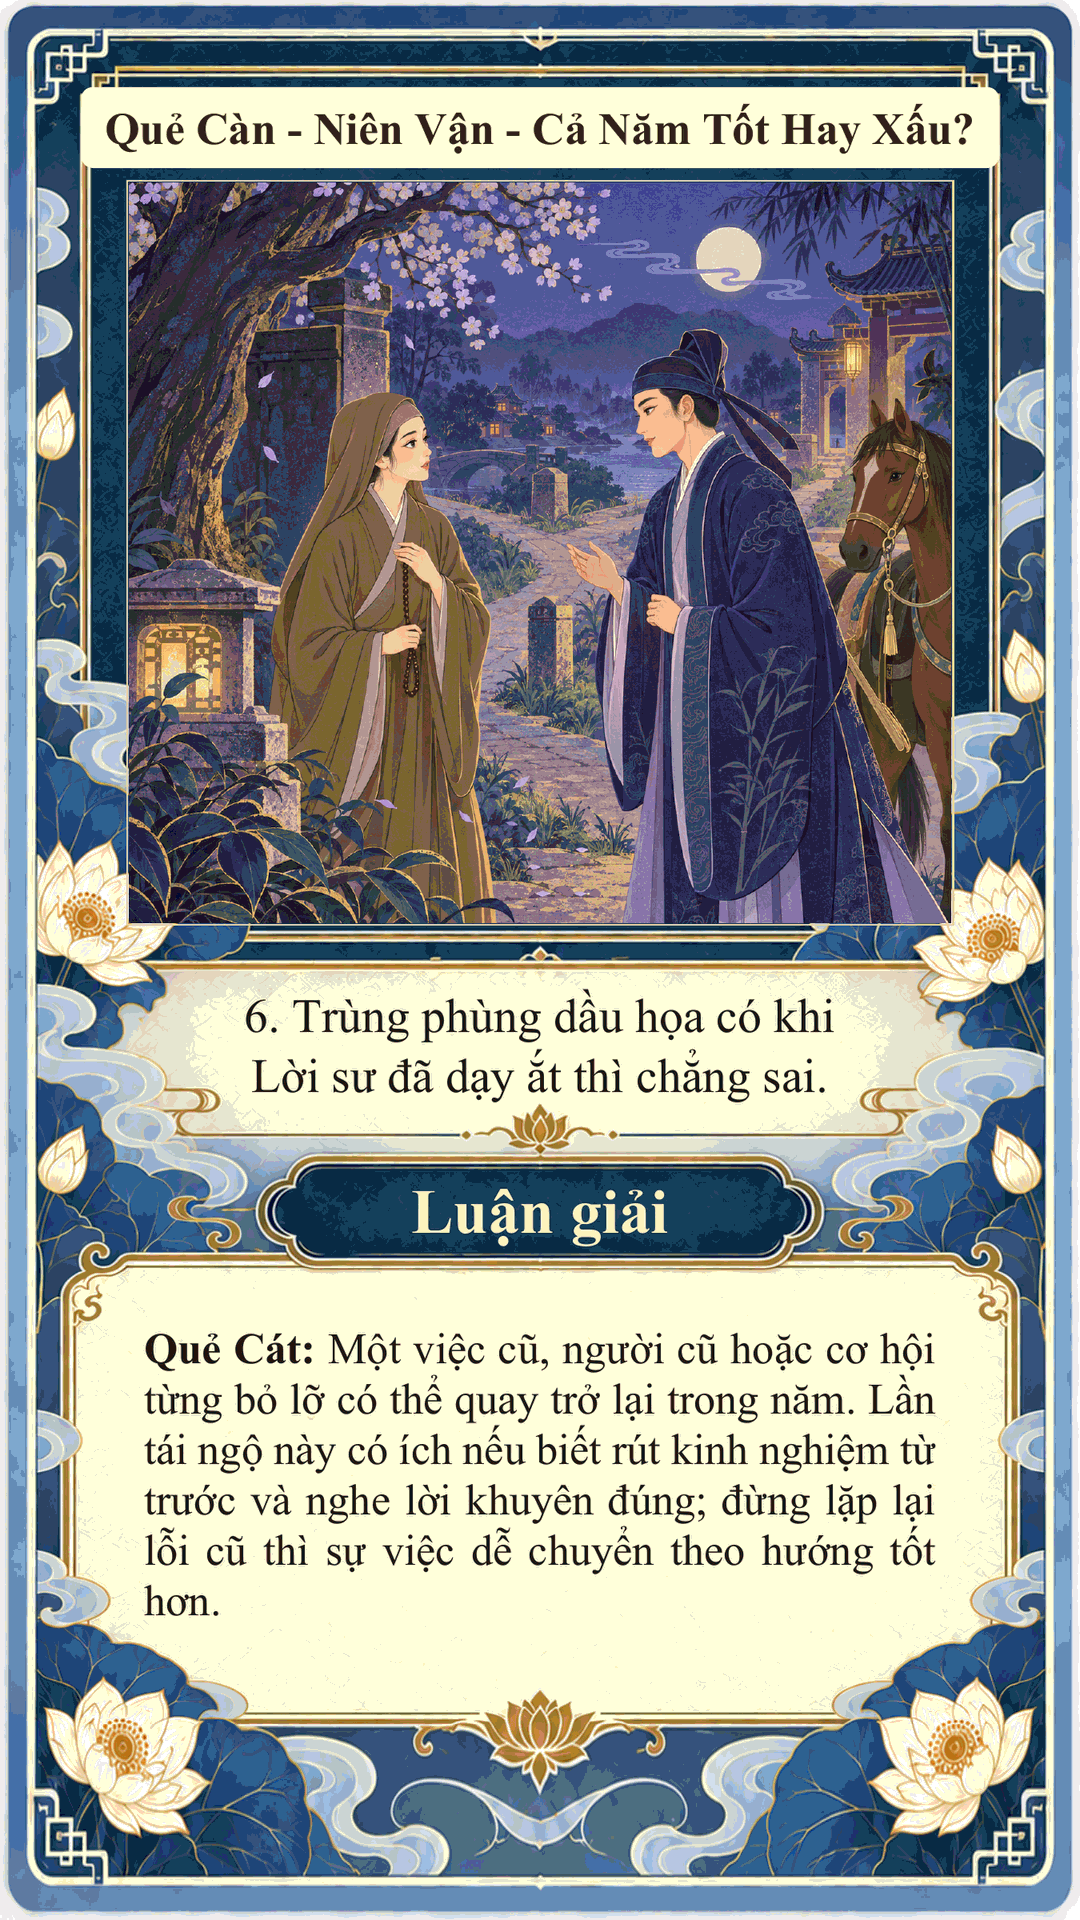 Quẻ Càn - Niên Vận - Cả Năm Tốt Hay Xấu?
6. Trùng phùng dầu họa có khi
Lời sư đã dạy ắt thì chẳng sai.
Luận giải
Quẻ Cát: Một việc cũ, người cũ hoặc cơ hội
từng bỏ lỡ có thể quay trở lại trong năm. Lần
tái ngộ này có ích nếu biết rút kinh nghiệm từ
trước và nghe lời khuyên đúng; đừng lặp lại
lỗi cũ thì sự việc dễ chuyển theo hướng tốt
hơn.